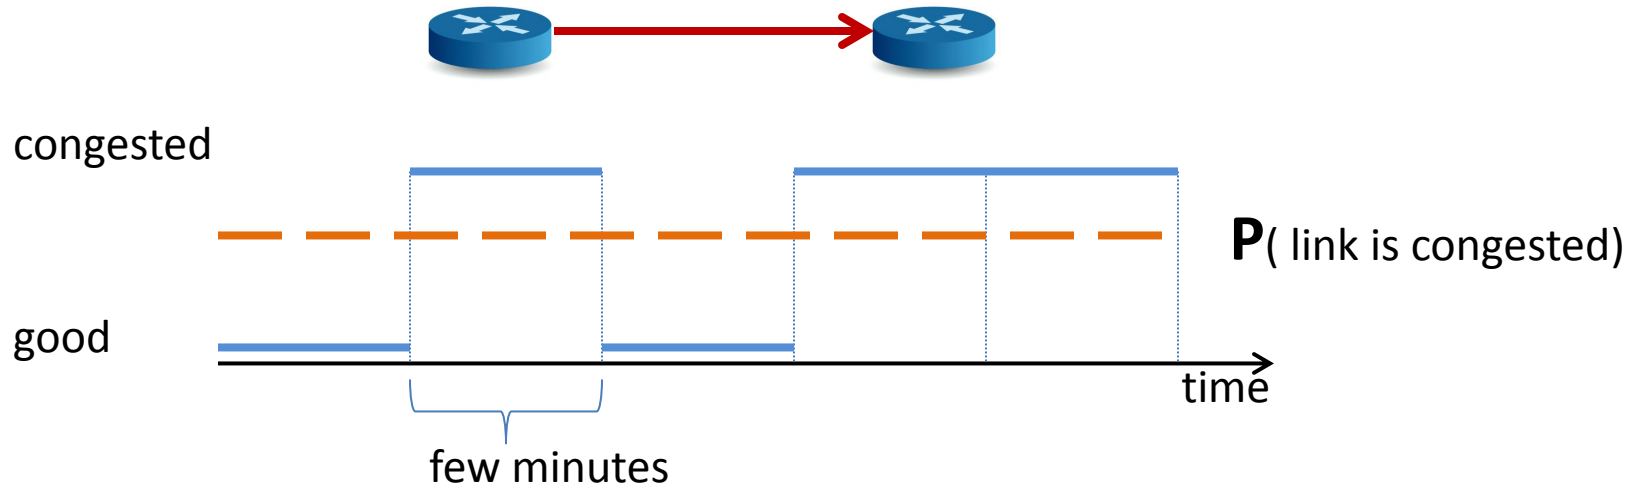 congested
P( link is congested)
good
time
few minutes